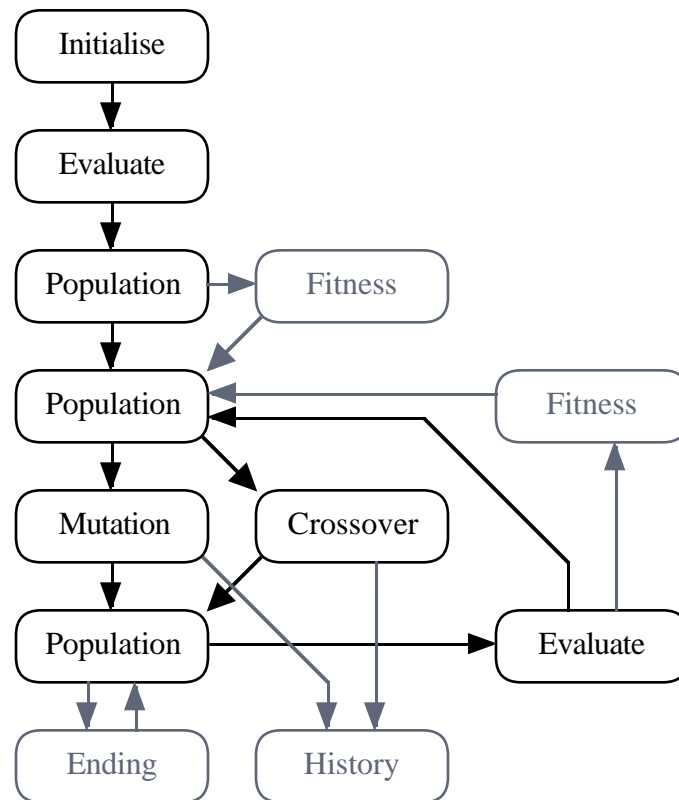 Initialise
Evaluate
Population
Fitness
Population
Fitness
Mutation
Crossover
Population
Evaluate
Ending
History